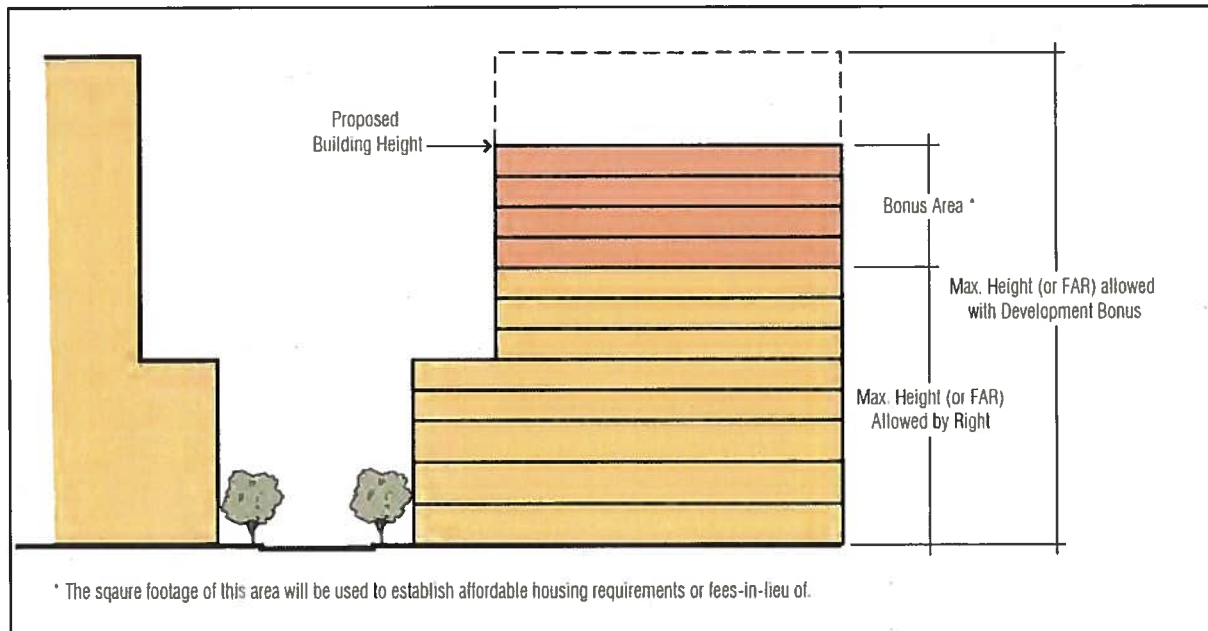 Proposed
Building Height
Bonus Area *
Max. Height (or FAR) allowed
with Development Bonus
Max. Height (or FAR)
Allowed by Right
* The sqaure footage of this area will be used to establish affordable housing requirements or fees-in-lieu of.